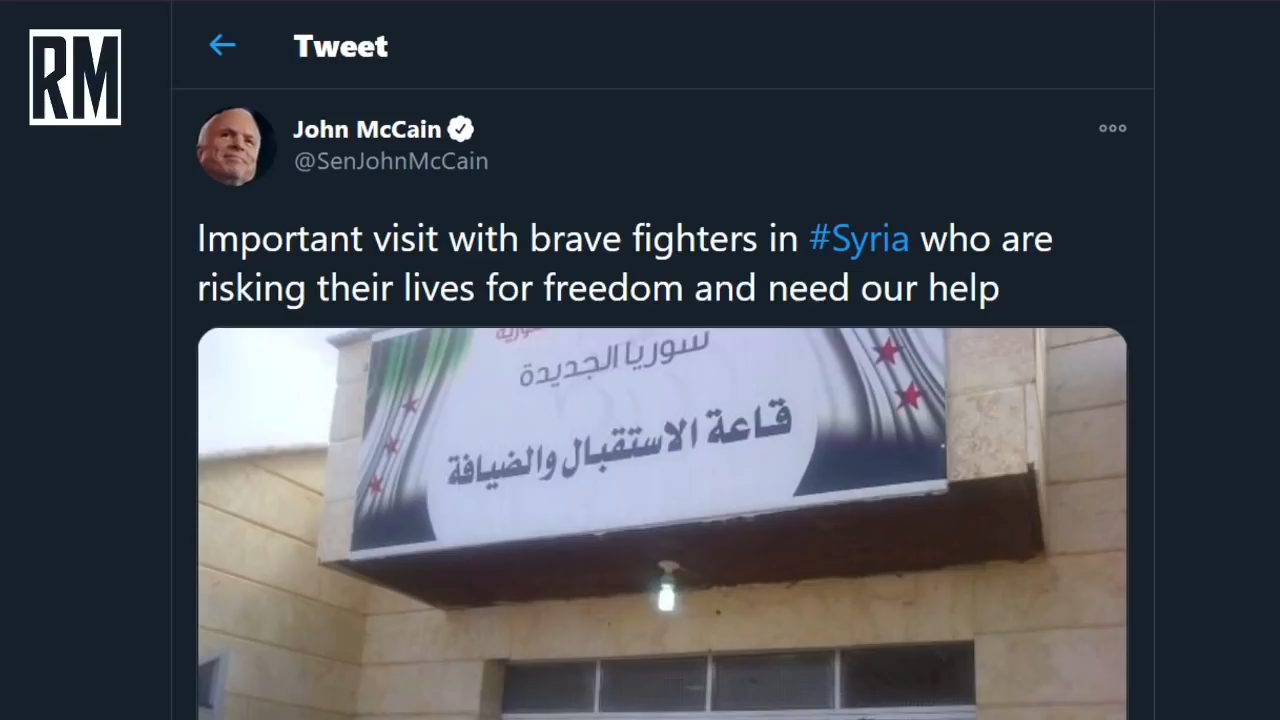 RM
Tweet
John McCain
@SenJohnMcCain
Important visit with brave fighters in #Syria who are
risking their lives for freedom and need our help
سوريا الجديدة
قاعة الاستقبال والضيافة